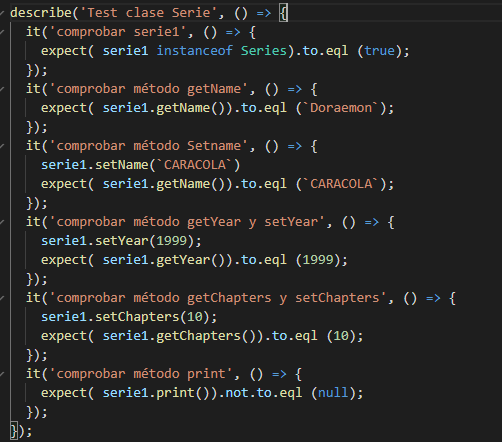 describe('Test clase Serie', () => {
it('comprobar serie1', () => {
expect( serie1 instanceof Series).to.eql (true);
});
it('comprobar método getName', () => {
expect( serie1.getName()).to.eql (`Doraemon`);
});
it('comprobar método Setname', () => {
serie1.setName(`CARACOLA`)
expect( serie1.getName()).to.eql (`CARACOLA`);
});
it('comprobar método getYear y setYear', () => {
serie1.setYear(1999);
expect( serie1.getYear()).to.eql (1999);
});
it('comprobar método getChapters y setChapters', () => {
serie1.setChapters(10);
expect( serie1.getChapters()).to.eql (10);
});
it('comprobar método print', () => {
expect( serie1.print()).not.to.eql (null);
});
});